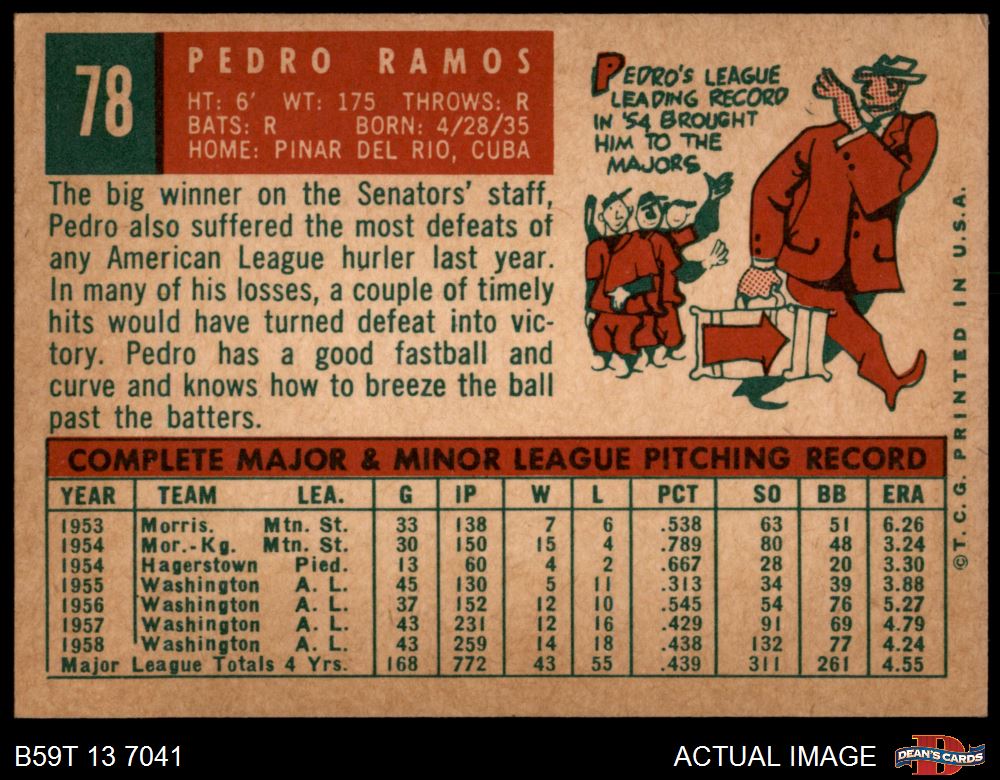 78
PEDRO RAMOS
HT: 6' WT: 175 THROWS: R
BATS: R BORN: 4/28/35
HOME: PINAR DEL RIO, CUBA
The big winner on the Senators' staff,
Pedro also suffered the most defeats of
any American League hurler last year.
In many of his losses, a couple of timely
hits would have turned defeat into vic-
tory. Pedro has a good fastball and
curve and knows how to breeze the ball
past the batters.
PEDRO'S LEAGUE
LEADING RECORD
IN '54 BROUGHT
HIM TO THE
MAJORS
COMPLETE MAJOR & MINOR LEAGUE PITCHING RECORD
YEAR TEAM LEA. G IP W L PCT SO BB ERA
1953 Morris. Mtn. St. 33 138 7 6 .538 63 51 6.26
1954 Mor.-Kg. Mtn. St. 30 150 15 4 .789 80 48 3.24
1954 Hagerstown Pied. 13 60 4 2 .667 28 20 3.30
1955 Washington A. L. 45 130 5 11 .313 34 39 3.88
1956 Washington A. L. 37 152 12 10 .545 54 76 5.27
1957 Washington A. L. 43 231 12 16 .429 91 69 4.79
1958 Washington A. L. 43 259 14 18 .438 132 77 4.24
Major League Totals 4 Yrs. 168 772 43 55 .439 311 261 4.55
© T. C. G. PRINTED IN U.S.A.
B59T 13 7041
ACTUAL IMAGE
D
DEAN'S CARDS